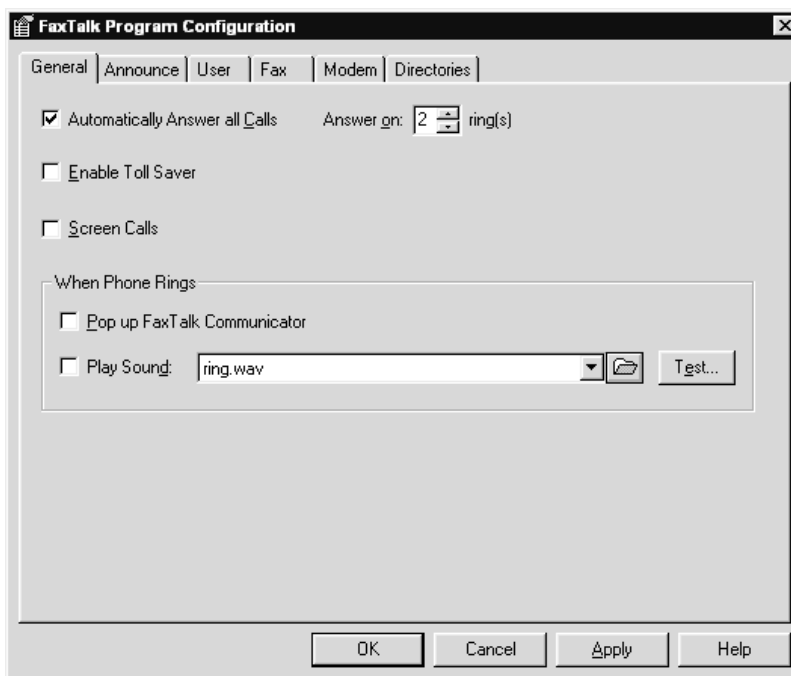 FaxTalk Program Configuration
General Announce User Fax Modem Directories
Automatically Answer all Calls Answer on: 2 ring(s)
Enable Toll Saver
Screen Calls
When Phone Rings
Pop up FaxTalk Communicator
Play Sound: ring.wav Test...
OK Cancel Apply Help